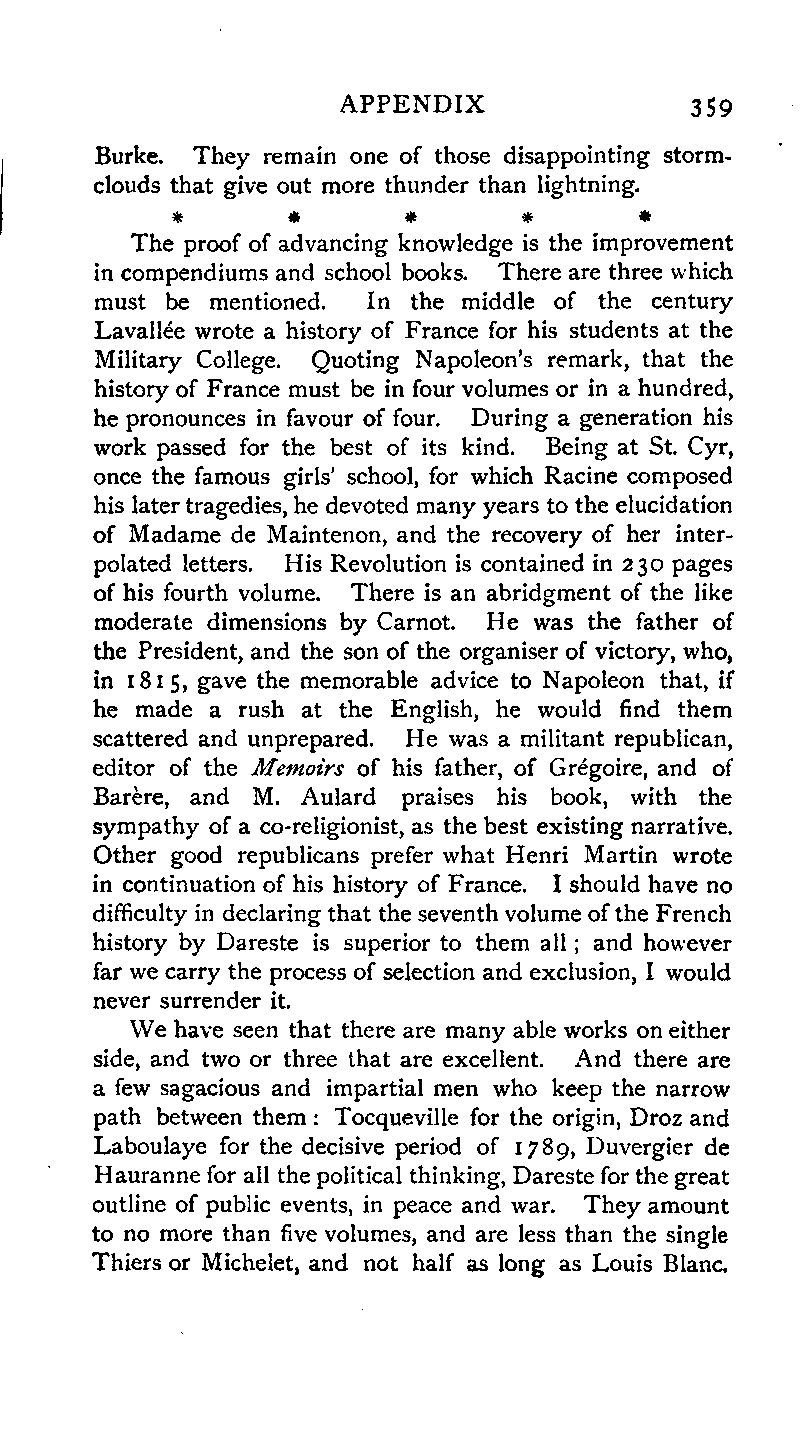 APPENDIX 359
Burke. They remain one of those disappointing storm-
clouds that give out more thunder than lightning.
* * * * *
The proof of advancing knowledge is the improvement
in compendiums and school books. There are three which
must be mentioned. In the middle of the century
Lavallée wrote a history of France for his students at the
Military College. Quoting Napoleon's remark, that the
history of France must be in four volumes or in a hundred,
he pronounces in favour of four. During a generation his
work passed for the best of its kind. Being at St. Cyr,
once the famous girls' school, for which Racine composed
his later tragedies, he devoted many years to the elucidation
of Madame de Maintenon, and the recovery of her inter-
polated letters. His Revolution is contained in 230 pages
of his fourth volume. There is an abridgment of the like
moderate dimensions by Carnot. He was the father of
the President, and the son of the organiser of victory, who,
in 1815, gave the memorable advice to Napoleon that, if
he made a rush at the English, he would find them
scattered and unprepared. He was a militant republican,
editor of the Memoirs of his father, of Grégoire, and of
Barère, and M. Aulard praises his book, with the
sympathy of a co-religionist, as the best existing narrative.
Other good republicans prefer what Henri Martin wrote
in continuation of his history of France. I should have no
difficulty in declaring that the seventh volume of the French
history by Dareste is superior to them all ; and however
far we carry the process of selection and exclusion, I would
never surrender it.
We have seen that there are many able works on either
side, and two or three that are excellent. And there are
a few sagacious and impartial men who keep the narrow
path between them : Tocqueville for the origin, Droz and
Laboulaye for the decisive period of 1789, Duvergier de
Hauranne for all the political thinking, Dareste for the great
outline of public events, in peace and war. They amount
to no more than five volumes, and are less than the single
Thiers or Michelet, and not half as long as Louis Blanc.